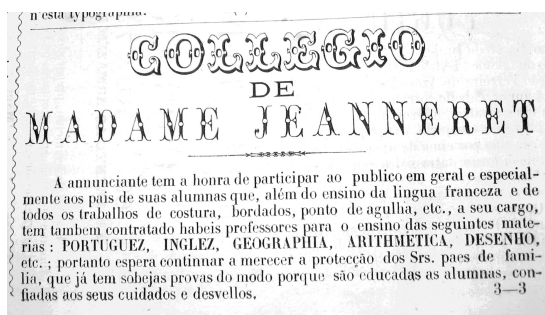 n'esta typographia.
COLLEGIO
DE
MADAME JEANNERET
A annunciante tem a honra de participar ao publico em geral e especial-
mente aos pais de suas alumnas que, além do ensino da lingua franceza e de
todos os trabalhos de costura, bordados, ponto de agulha, etc., a seu cargo,
tem tambem contratado habeis professores para o ensino das seguintes mate-
rias : PORTUGUEZ, INGLEZ, GEOGRAPHIA, ARITHMETICA, DESENHO,
etc. ; portanto espera continuar a merecer a protecção dos Srs. paes de fami-
lia, que já tem sobejas provas do modo porque são educadas as alumnas, con-
fiadas aos seus cuidados e desvellos.
3—3